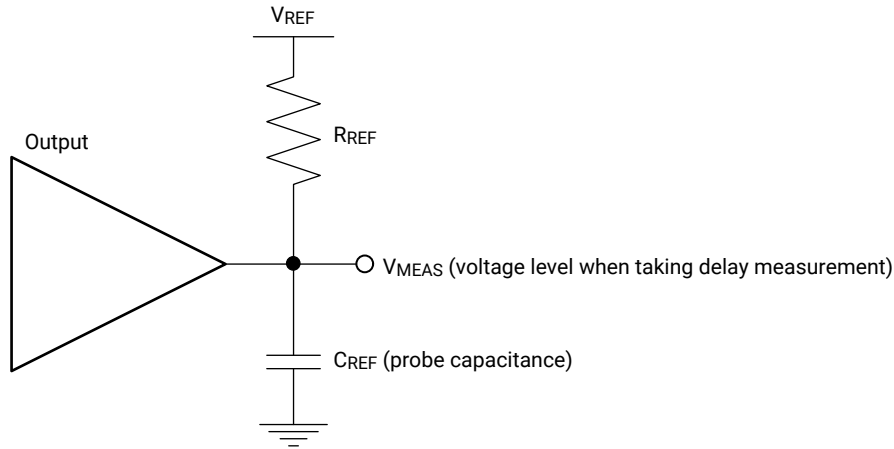 VREF
RREF
Output
VMEAS (voltage level when taking delay measurement)
CREF (probe capacitance)